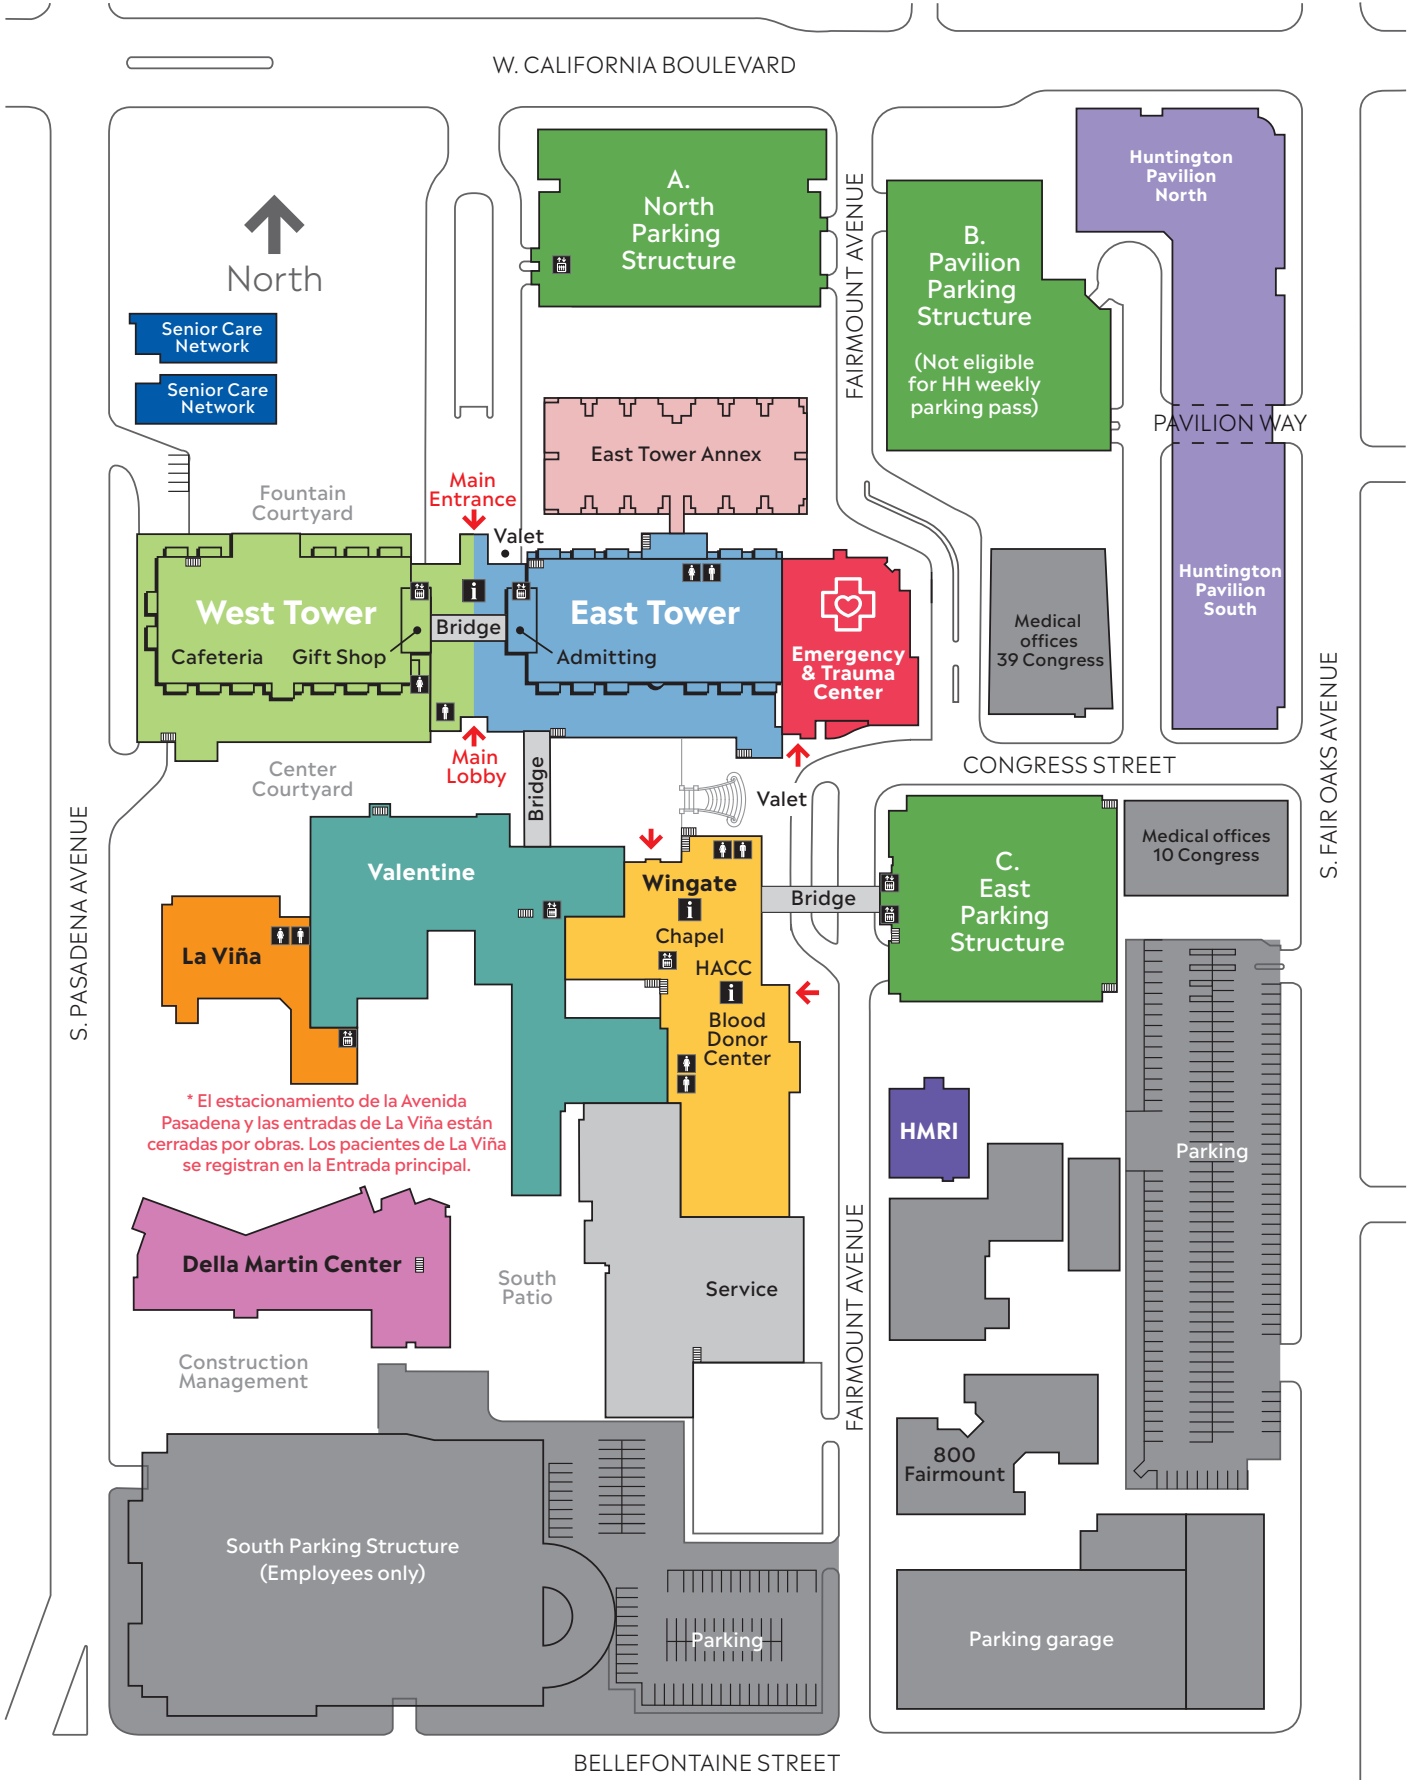 W. CALIFORNIA BOULEVARD
North
A.
North
Parking
Structure
FAIRMOUNT AVENUE
B.
Pavilion
Parking
Structure
(Not eligible
for HH weekly
parking pass)
Huntington
Pavilion
North
PAVILION WAY
Huntington
Pavilion
South
Senior Care
Network
Senior Care
Network
Fountain
Courtyard
Main
Entrance
Valet
East Tower Annex
West Tower
Cafeteria
Gift Shop
i
Bridge
East Tower
Admitting
Emergency
& Trauma
Center
Medical
offices
39 Congress
S. FAIR OAKS AVENUE
Main
Lobby
Center
Courtyard
Bridge
Valet
CONGRESS STREET
S. PASADENA AVENUE
Valentine
La Viña
Wingate
i
Chapel
HACC
i
Blood
Donor
Center
Bridge
C.
East
Parking
Structure
Medical offices
10 Congress
* El estacionamiento de la Avenida
Pasadena y las entradas de La Viña están
cerradas por obras. Los pacientes de La Viña
se registran en la Entrada principal.
HMRI
Parking
Della Martin Center
South
Patio
Service
FAIRMOUNT AVENUE
Construction
Management
800
Fairmount
South Parking Structure
(Employees only)
Parking
Parking garage
BELLEFONTAINE STREET